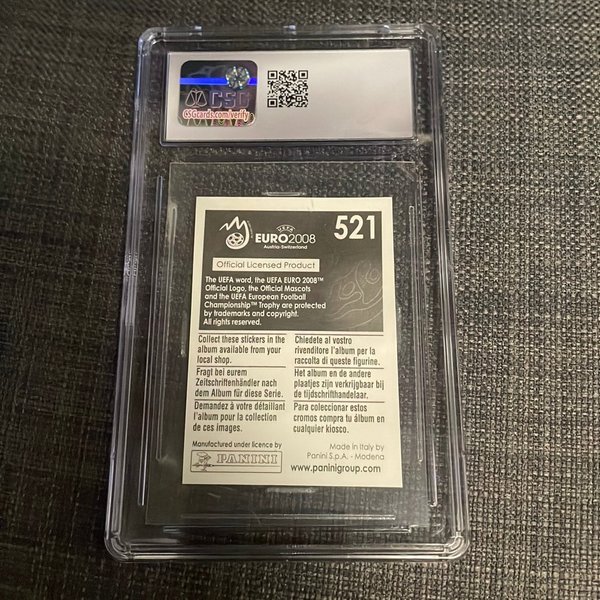 CSG
CSGcards.com/verify
UEFA
EURO2008
Austria-Switzerland
521
Official Licensed Product
The UEFA word, the UEFA EURO 2008™
Official Logo, the Official Mascots
and the UEFA European Football
Championship™ Trophy are protected
by trademarks and copyright.
All rights reserved.
Collect these stickers in the
album available from your
local shop.
Fragt bei eurem
Zeitschriftenhändler nach
dem Album für diese Serie.
Demandez à votre détaillant
l'album pour la collection
de ces images.
Chiedete al vostro
rivenditore l'album per la
raccolta di queste figurine.
Het album en de andere
plaatjes zijn verkrijgbaar bij
de tijdschrifthandelaar.
Para coleccionar estos
cromos compra tu álbum en
cualquier kiosco.
Manufactured under licence by
PANINI
Made in Italy by
Panini S.p.A. - Modena
www.paninigroup.com